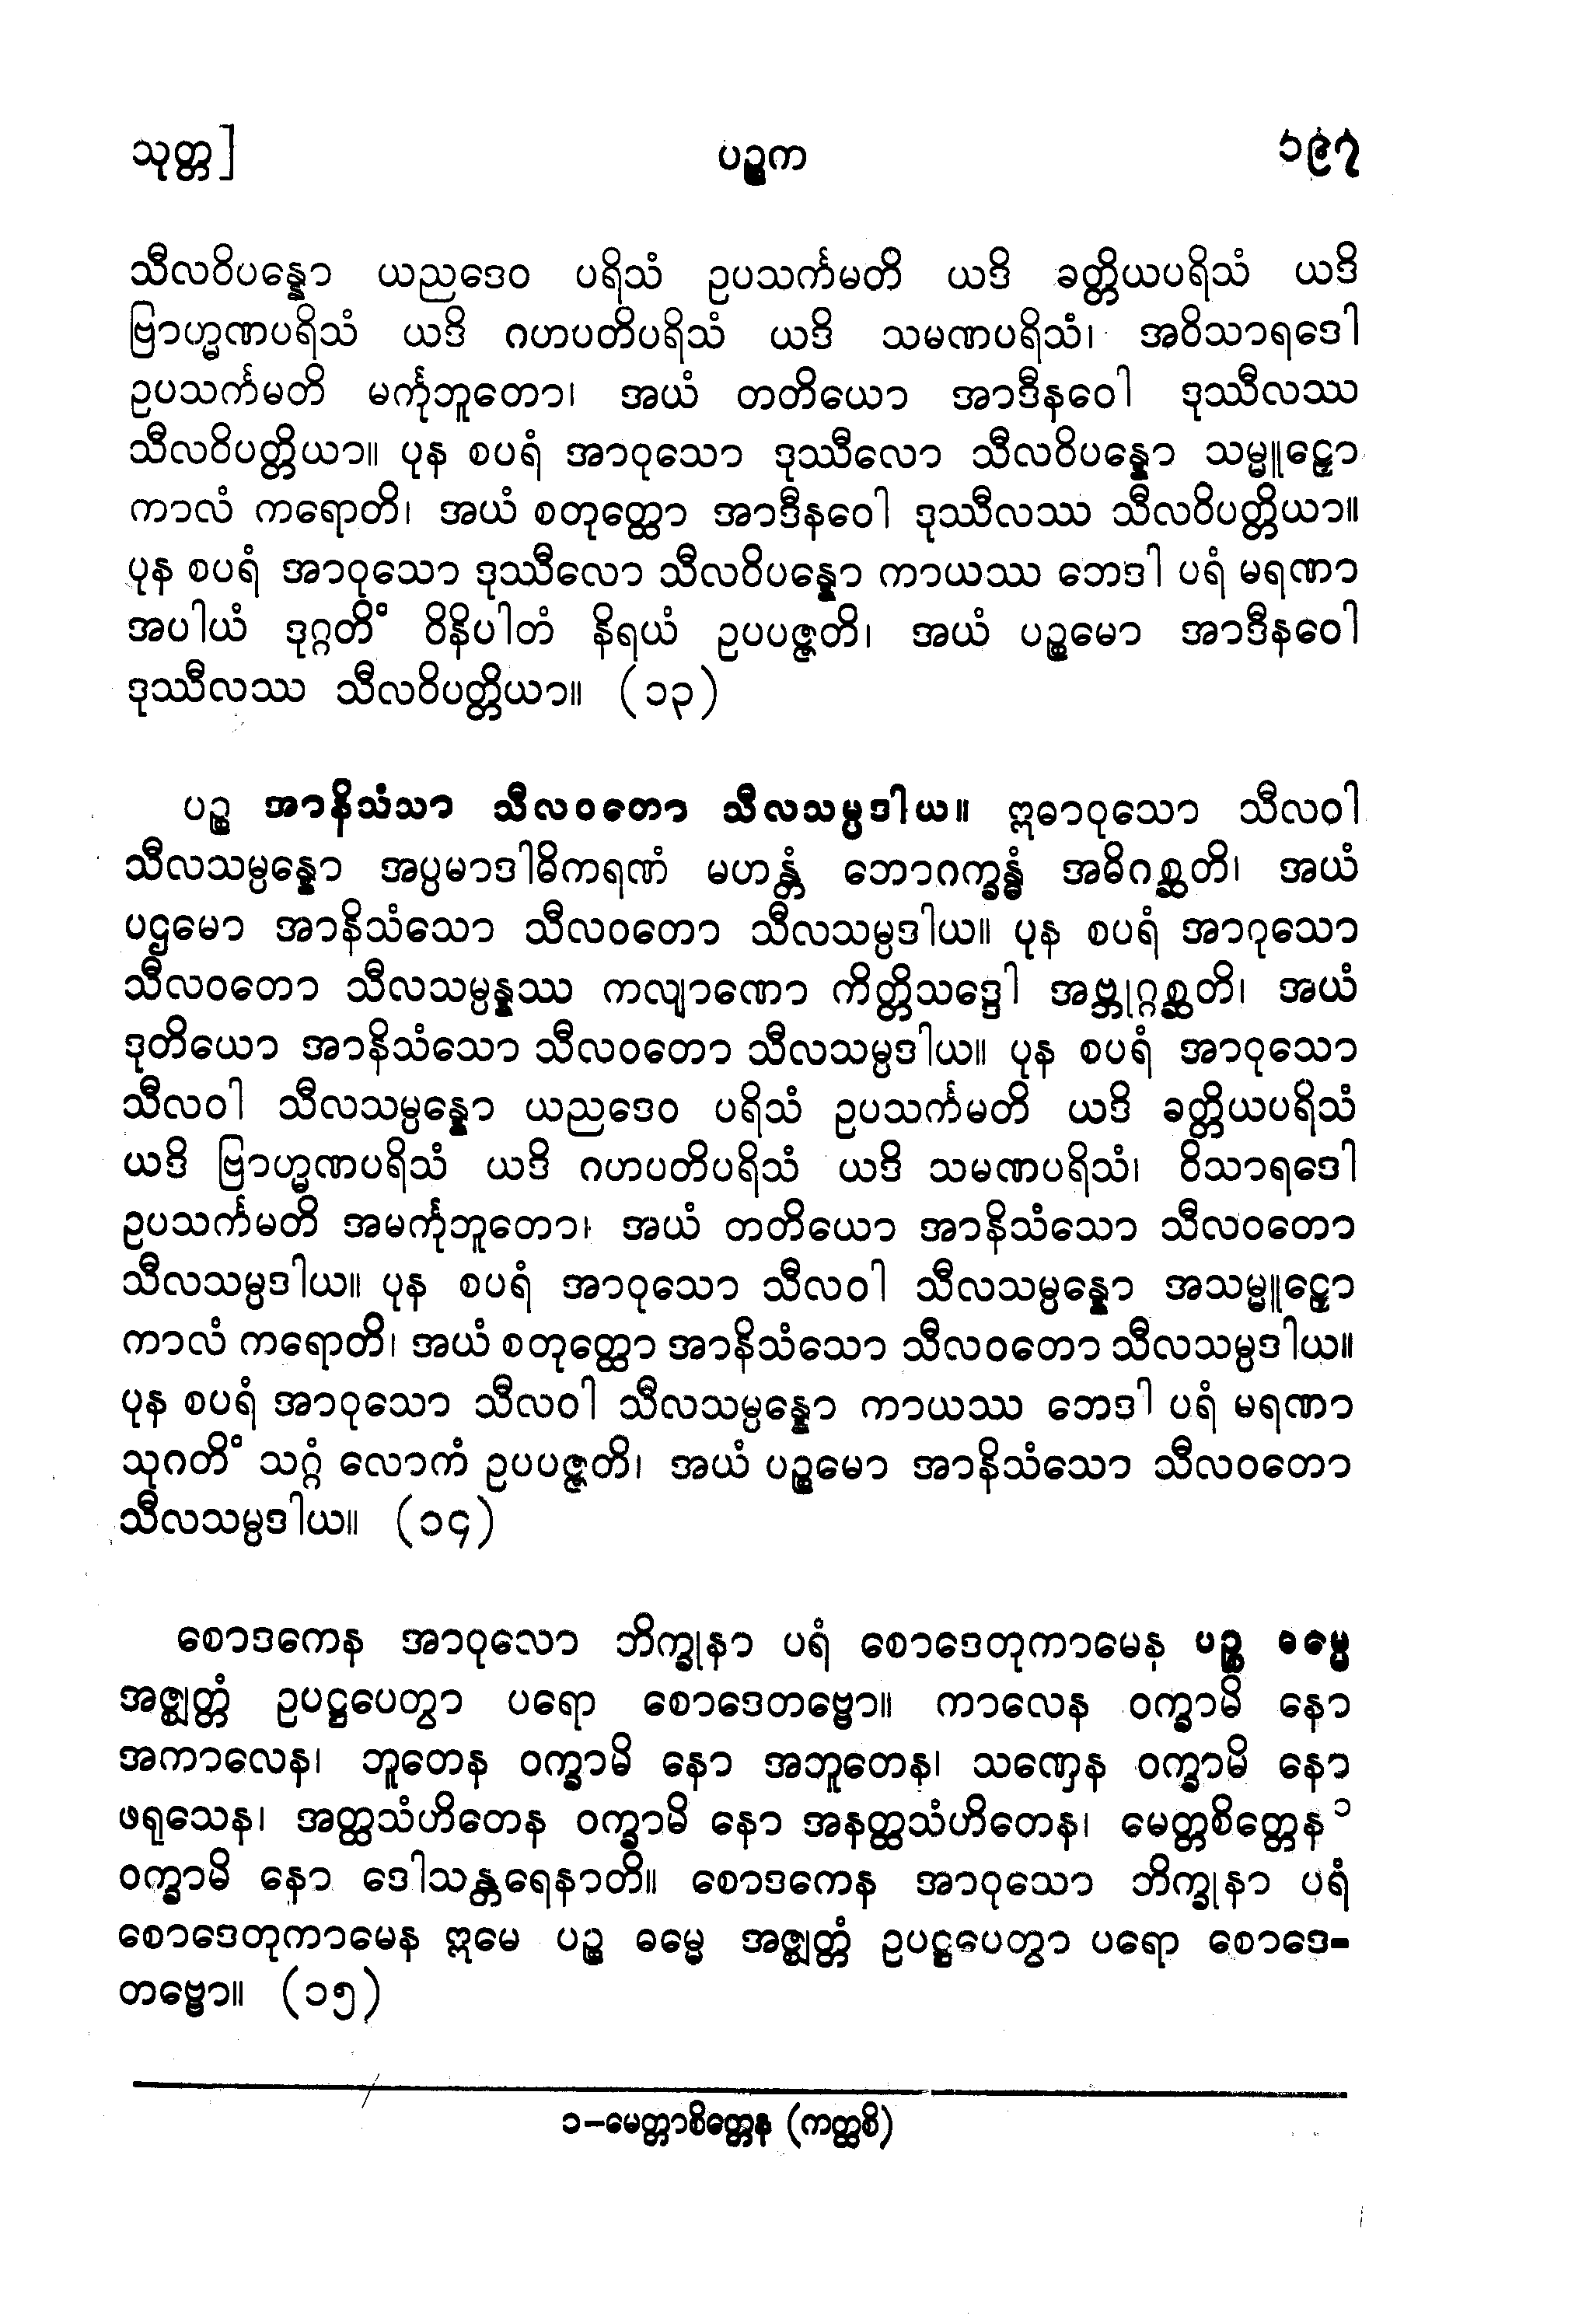 သုတ္တ]
ပဉ္စက
၁၉၇
သီလဝိပန္နော ယညဒေဝ ပရိသံ ဥပသင်္ကမတိ ယဒိ ခတ္တိယပရိသံ ယဒိ
ဗြာဟ္မဏပရိသံ ယဒိ ဂဟပတိပရိသံ ယဒိ သမဏပရိသံ၊ အဝိသာရဒေါ
ဥပသင်္ကမတိ မင်္ကုဘူတော၊ အယံ တတိယော အာဒီနဝေါ ဒုဿီလဿ
သီလဝိပတ္တိယာ။ ပုန စပရံ အာဝုသော ဒုဿီလော သီလဝိပန္နော သမ္မူဠှော
ကာလံ ကရောတိ၊ အယံ စတုတ္ထော အာဒီနဝေါ ဒုဿီလဿ သီလဝိပတ္တိယာ။
ပုန စပရံ အာဝုသော ဒုဿီလော သီလဝိပန္နော ကာယဿ ဘေဒါ ပရံ မရဏာ
အပါယံ ဒုဂ္ဂတိံ ဝိနိပါတံ နိရယံ ဥပပဇ္ဇတိ၊ အယံ ပဉ္စမော အာဒီနဝေါ
ဒုဿီလဿ သီလဝိပတ္တိယာ။ (၁၃)
ပဉ္စ အာနိသံသာ သီလဝတော သီလသမ္ပဒါယ။ ဣဓာဝုသော သီလဝါ
သီလသမ္ပန္နော အပ္ပမာဒါဓိကရဏံ မဟန္တံ ဘောဂက္ခန္ဓံ အဓိဂစ္ဆတိ၊ အယံ
ပဌမော အာနိသံသော သီလဝတော သီလသမ္ပဒါယ။ ပုန စပရံ အာဂုသော
သီလဝတော သီလသမ္ပန္နဿ ကလျာဏော ကိတ္တိသဒ္ဒေါ အဗ္ဘုဂ္ဂစ္ဆတိ၊ အယံ
ဒုတိယော အာနိသံသော သီလဝတော သီလသမ္ပဒါယ။ ပုန စပရံ အာဝုသော
သီလဝါ သီလသမ္ပန္နော ယညဒေဝ ပရိသံ ဥပသင်္ကမတိ ယဒိ ခတ္တိယပရိသံ
ယဒိ ဗြာဟ္မဏပရိသံ ယဒိ ဂဟပတိပရိသံ ယဒိ သမဏပရိသံ၊ ဝိသာရဒေါ
ဥပသင်္ကမတိ အမင်္ကုဘူတော၊ အယံ တတိယော အာနိသံသော သီလဝတော
သီလသမ္ပဒါယ။ ပုန စပရံ အာဝုသော သီလဝါ သီလသမ္ပန္နော အသမ္မူဠှော
ကာလံ ကရောတိ၊ အယံ စတုတ္ထော အာနိသံသော သီလဝတော သီလသမ္ပဒါယ။
ပုန စပရံ အာဝုသော သီလဝါ သီလသမ္ပန္နော ကာယဿ ဘေဒါ ပရံ မရဏာ
သုဂတိံ သဂ္ဂံ လောကံ ဥပပဇ္ဇတိ၊ အယံ ပဉ္စမော အာနိသံသော သီလဝတော
သီလသမ္ပဒါယ။ (၁၄)
စောဒကေန အာဝုလော ဘိက္ခုနာ ပရံ စောဒေတုကာမေန ပဉ္စ ဓမ္မေ
အဇ္ဈတ္တံ ဥပဋ္ဌပေတွာ ပရော စောဒေတဗ္ဗော။ ကာလေန ဝက္ခာမိ နော
အကာလေန၊ ဘူတေန ဝက္ခာမိ နော အဘူတေန၊ သဏှေန ဝက္ခာမိ နော
ဖရုသေန၊ အတ္ထသံဟိတေန ဝက္ခာမိ နော အနတ္ထသံဟိတေန၊ မေတ္တစိတ္တေန ၁
ဝက္ခာမိ နော ဒေါသန္တရေနာတိ။ စောဒကေန အာဝုသော ဘိက္ခုနာ ပရံ
စောဒေတုကာမေန ဣမေ ပဉ္စ ဓမ္မေ အဇ္ဈတ္တံ ဥပဋ္ဌပေတွာ ပရော စောဒေ-
တဗ္ဗော။ (၁၅)
၁-မေတ္တာစိတ္တေန (ကတ္ထစိ)